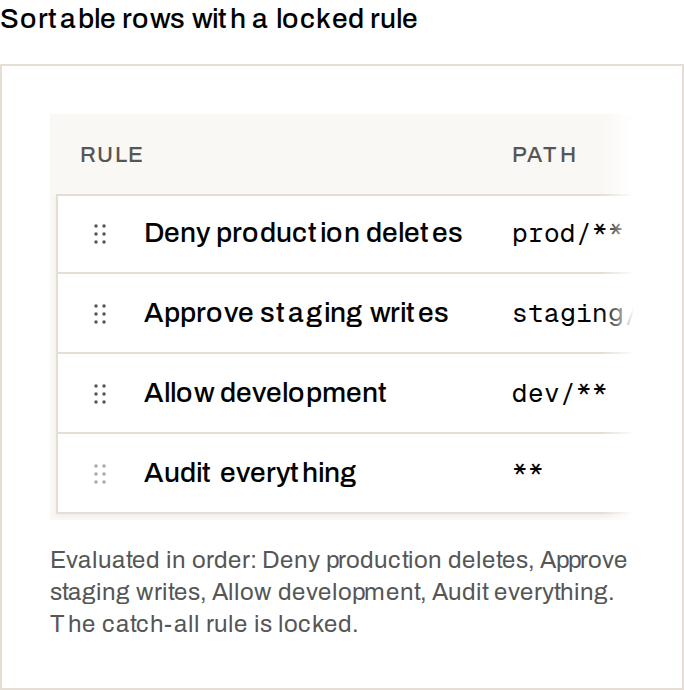 Sortable rows with a locked rule
RULE PATH
Deny production deletes prod/**
Approve staging writes staging/
Allow development dev/**
Audit everything **
Evaluated in order: Deny production deletes, Approve
staging writes, Allow development, Audit everything.
The catch-all rule is locked.